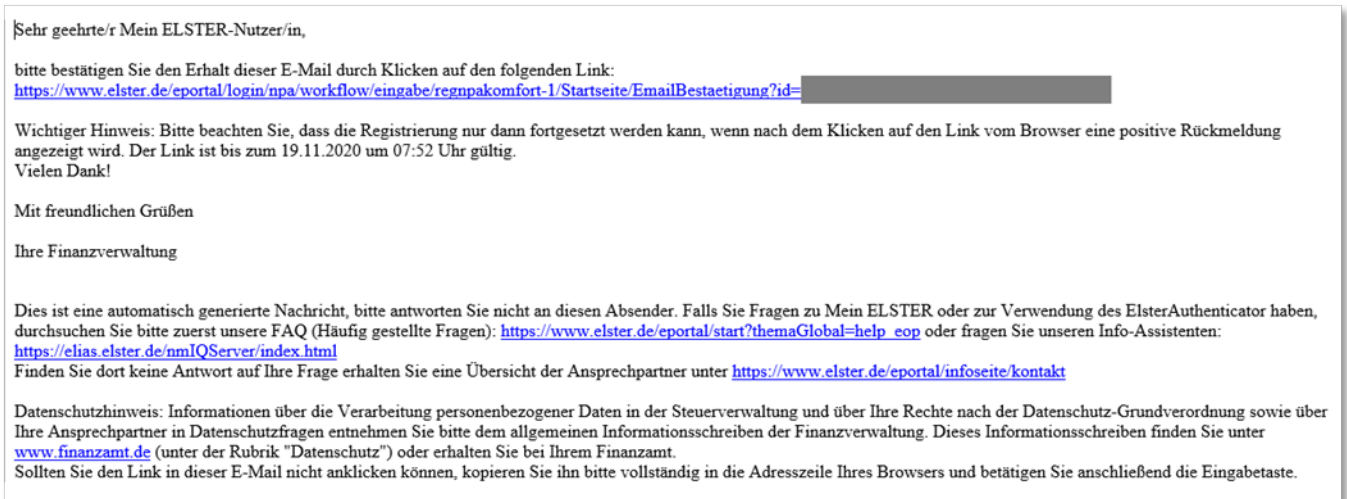 Sehr geehrte/r Mein ELSTER-Nutzer/in,
bitte bestätigen Sie den Erhalt dieser E-Mail durch Klicken auf den folgenden Link:
https://www.elster.de/eportal/login/npa/workflow/eingabe/regnpakomfort-1/Startseite/EmailBestaetigung?id=
Wichtiger Hinweis: Bitte beachten Sie, dass die Registrierung nur dann fortgesetzt werden kann, wenn nach dem Klicken auf den Link vom Browser eine positive Rückmeldung
angezeigt wird. Der Link ist bis zum 19.11.2020 um 07:52 Uhr gültig.
Vielen Dank!
Mit freundlichen Grüßen
Ihre Finanzverwaltung
Dies ist eine automatisch generierte Nachricht, bitte antworten Sie nicht an diesen Absender. Falls Sie Fragen zu Mein ELSTER oder zur Verwendung des ElsterAuthenticator haben,
durchsuchen Sie bitte zuerst unsere FAQ (Häufig gestellte Fragen): https://www.elster.de/eportal/start?themaGlobal=help_eop oder fragen Sie unseren Info-Assistenten:
https://elias.elster.de/nmIQServer/index.html
Finden Sie dort keine Antwort auf Ihre Frage erhalten Sie eine Übersicht der Ansprechpartner unter https://www.elster.de/eportal/infoseite/kontakt
Datenschutzhinweis: Informationen über die Verarbeitung personenbezogener Daten in der Steuerverwaltung und über Ihre Rechte nach der Datenschutz-Grundverordnung sowie über
Ihre Ansprechpartner in Datenschutzfragen entnehmen Sie bitte dem allgemeinen Informationsschreiben der Finanzverwaltung. Dieses Informationsschreiben finden Sie unter
www.finanzamt.de (unter der Rubrik "Datenschutz") oder erhalten Sie bei Ihrem Finanzamt.
Sollten Sie den Link in dieser E-Mail nicht anklicken können, kopieren Sie ihn bitte vollständig in die Adresszeile Ihres Browsers und betätigen Sie anschließend die Eingabetaste.